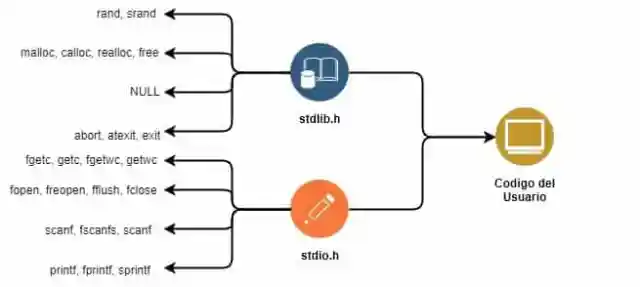 rand, srand
malloc, calloc, realloc, free
NULL
abort, atexit, exit
stdlib.h
fgetc, getc, fgetwc, getwc
fopen, freopen, fflush, fclose
scanf, fscanfs, scanf
printf, fprintf, sprintf
stdio.h
Codigo del
Usuario